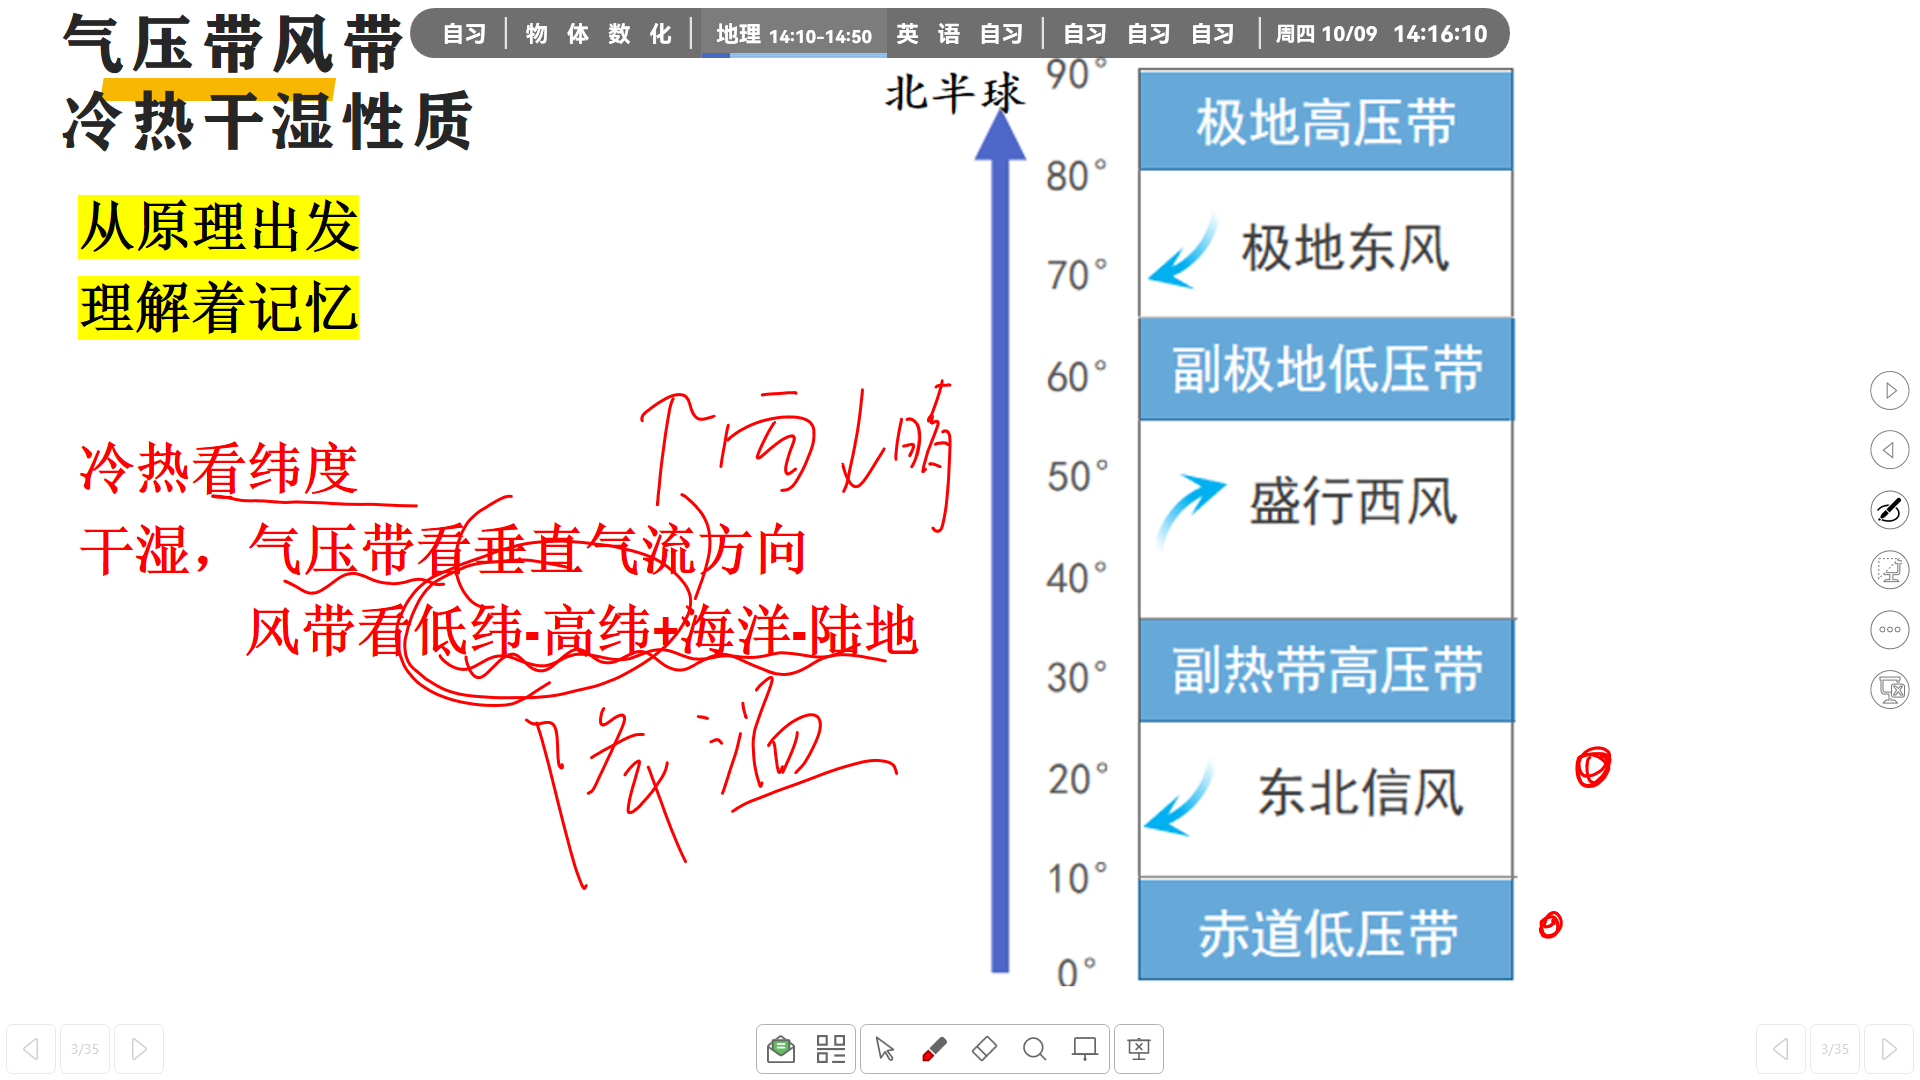 自习 | 物 体 数 化 | 地理 14:10-14:50 英 语 自习 | 自习 自习 自习 | 周四 10/09 14:16:10
气压带风带
冷热干湿性质
从原理出发
理解着记忆
冷热看纬度
干湿，气压带看垂直气流方向
风带看低纬-高纬+海洋-陆地
北半球
90°
极地高压带
80°
极地东风
70°
副极地低压带
60°
50°
盛行西风
40°
副热带高压带
30°
20°
东北信风
10°
赤道低压带
0°
3/35
3/35